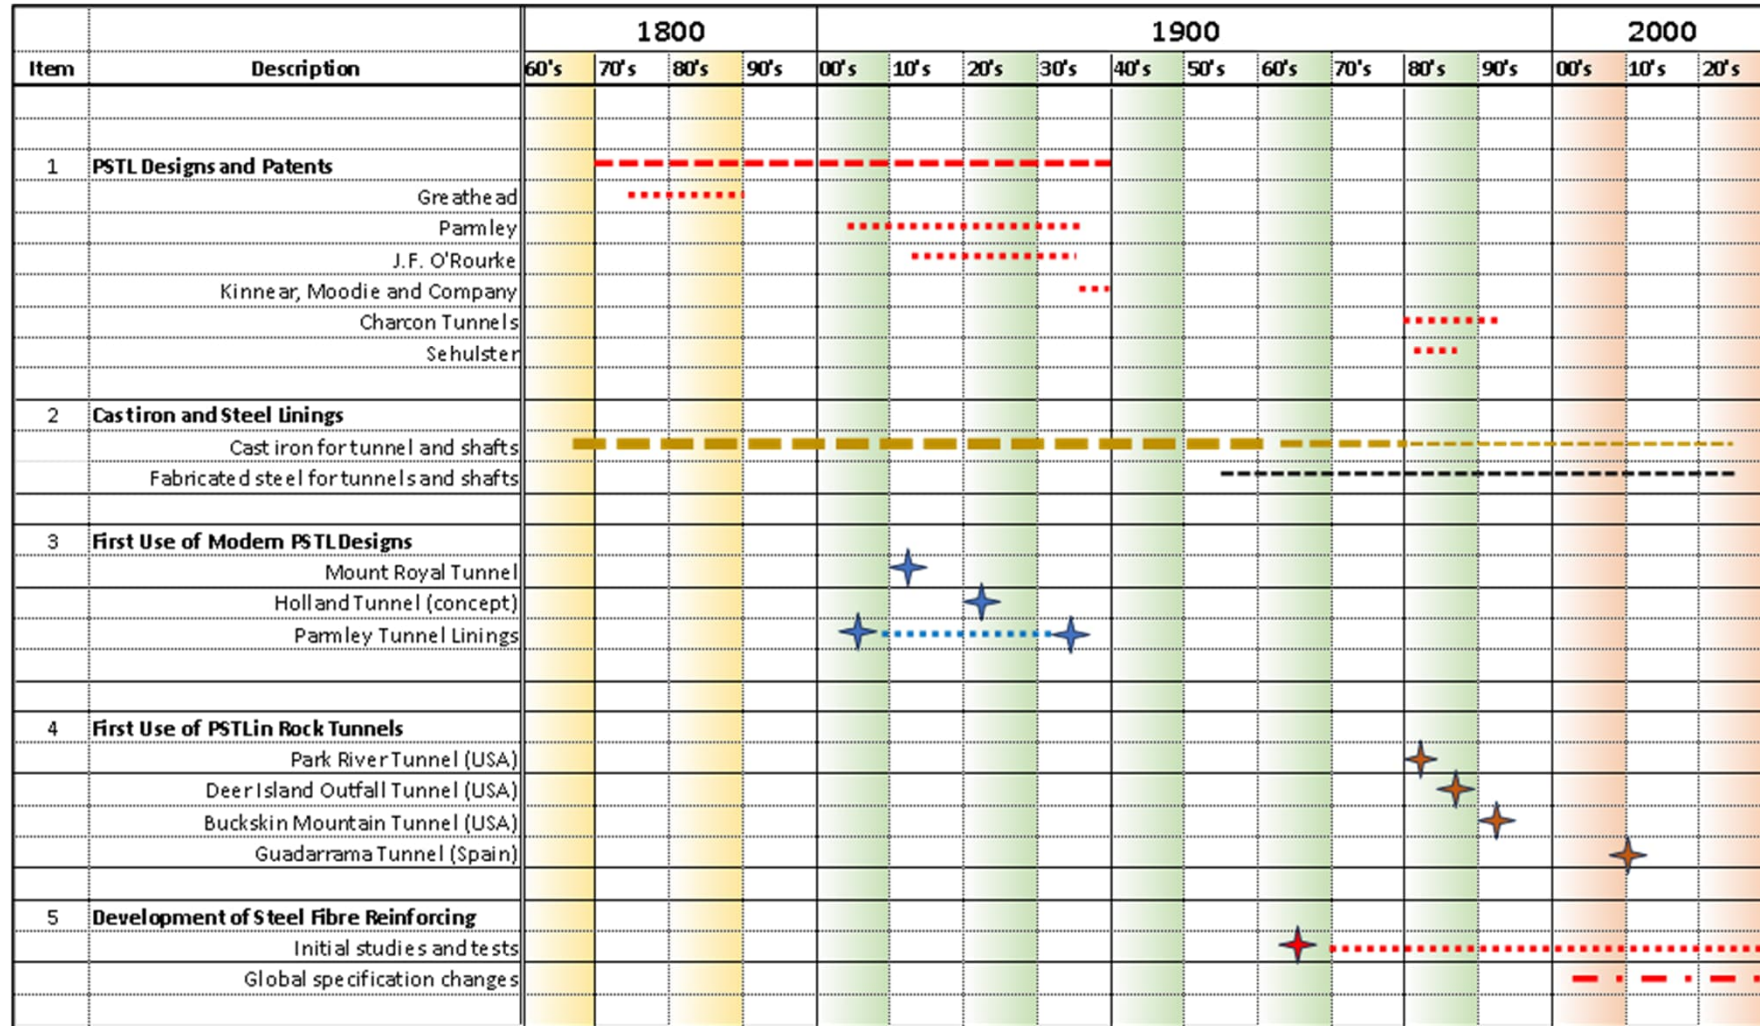 1800 1900 2000
Item Description 60's 70's 80's 90's 00's 10's 20's 30's 40's 50's 60's 70's 80's 90's 00's 10's 20's
1 PSTL Designs and Patents
Greathead
Parmley
J.F. O'Rourke
Kinnear, Moodie and Company
Charcon Tunnels
Sehulster
2 Cast iron and Steel Linings
Cast iron for tunnel and shafts
Fabricated steel for tunnels and shafts
3 First Use of Modern PSTL Designs
Mount Royal Tunnel
Holland Tunnel (concept)
Parmley Tunnel Linings
4 First Use of PSTL in Rock Tunnels
Park River Tunnel (USA)
Deer Island Outfall Tunnel (USA)
Buckskin Mountain Tunnel (USA)
Guadarrama Tunnel (Spain)
5 Development of Steel Fibre Reinforcing
Initial studies and tests
Global specification changes